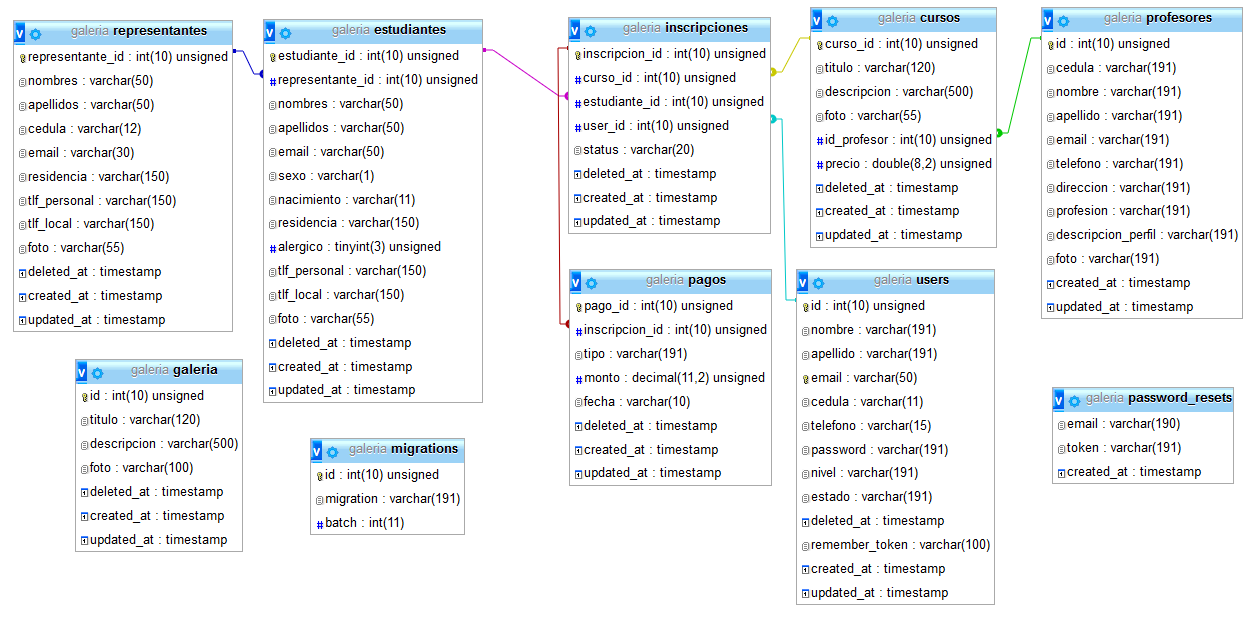 galeria representantes
representante_id : int(10) unsigned
nombres : varchar(50)
apellidos : varchar(50)
cedula : varchar(12)
email : varchar(30)
residencia : varchar(150)
tlf_personal : varchar(150)
tlf_local : varchar(150)
foto : varchar(55)
deleted_at : timestamp
created_at : timestamp
updated_at : timestamp
galeria estudiantes
estudiante_id : int(10) unsigned
representante_id : int(10) unsigned
nombres : varchar(50)
apellidos : varchar(50)
email : varchar(50)
sexo : varchar(1)
nacimiento : varchar(11)
residencia : varchar(150)
alergico : tinyint(3) unsigned
tlf_personal : varchar(150)
tlf_local : varchar(150)
foto : varchar(55)
deleted_at : timestamp
created_at : timestamp
updated_at : timestamp
galeria inscripciones
inscripcion_id : int(10) unsigned
curso_id : int(10) unsigned
estudiante_id : int(10) unsigned
user_id : int(10) unsigned
status : varchar(20)
deleted_at : timestamp
created_at : timestamp
updated_at : timestamp
galeria cursos
curso_id : int(10) unsigned
titulo : varchar(120)
descripcion : varchar(500)
foto : varchar(55)
id_profesor : int(10) unsigned
precio : double(8,2) unsigned
deleted_at : timestamp
created_at : timestamp
updated_at : timestamp
galeria profesores
id : int(10) unsigned
cedula : varchar(191)
nombre : varchar(191)
apellido : varchar(191)
email : varchar(191)
telefono : varchar(191)
direccion : varchar(191)
profesion : varchar(191)
descripcion_perfil : varchar(191)
foto : varchar(191)
created_at : timestamp
updated_at : timestamp
galeria pagos
pago_id : int(10) unsigned
inscripcion_id : int(10) unsigned
tipo : varchar(191)
monto : decimal(11,2) unsigned
fecha : varchar(10)
deleted_at : timestamp
created_at : timestamp
updated_at : timestamp
galeria users
id : int(10) unsigned
nombre : varchar(191)
apellido : varchar(191)
email : varchar(50)
cedula : varchar(11)
telefono : varchar(15)
password : varchar(191)
nivel : varchar(191)
estado : varchar(191)
deleted_at : timestamp
remember_token : varchar(100)
created_at : timestamp
updated_at : timestamp
galeria galeria
id : int(10) unsigned
titulo : varchar(120)
descripcion : varchar(500)
foto : varchar(100)
deleted_at : timestamp
created_at : timestamp
updated_at : timestamp
galeria migrations
id : int(10) unsigned
migration : varchar(191)
batch : int(11)
galeria password_resets
email : varchar(190)
token : varchar(191)
created_at : timestamp